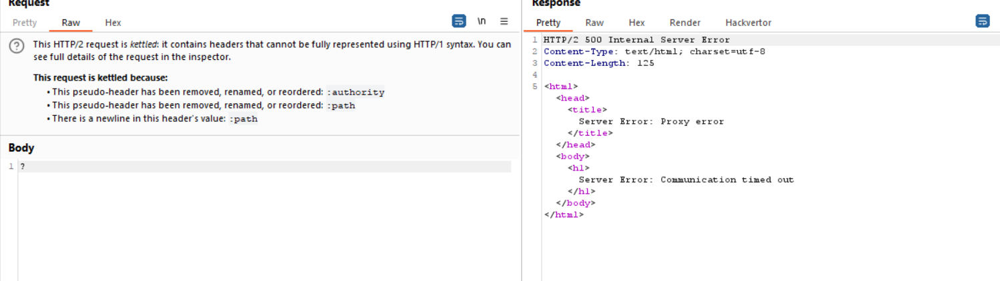 Request
Pretty Raw Hex
\n
This HTTP/2 request is kettled: it contains headers that cannot be fully represented using HTTP/1 syntax. You can
see full details of the request in the inspector.
This request is kettled because:
• This pseudo-header has been removed, renamed, or reordered: :authority
• This pseudo-header has been removed, renamed, or reordered: :path
• There is a newline in this header's value: :path
Body
1 ?
Response
Pretty Raw Hex Render Hackvertor
1 HTTP/2 500 Internal Server Error
2 Content-Type: text/html; charset=utf-8
3 Content-Length: 125
4
5 <html>
<head>
<title>
Server Error: Proxy error
</title>
</head>
<body>
<h1>
Server Error: Communication timed out
</h1>
</body>
</html>